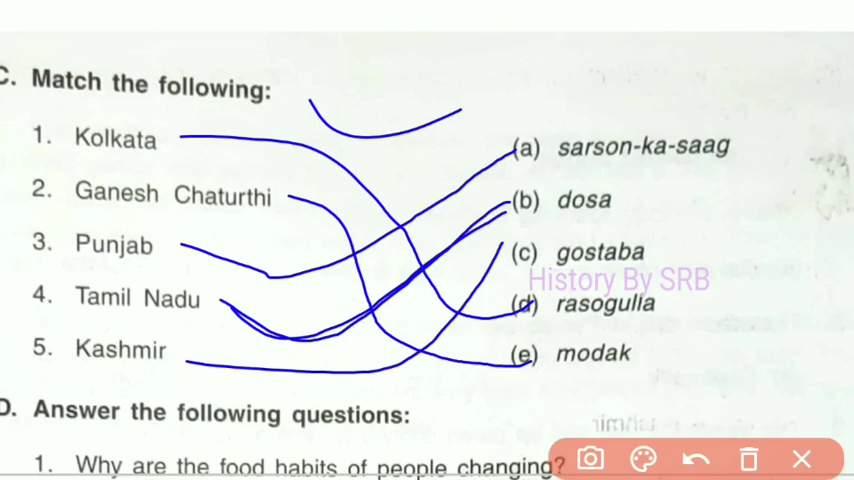 C. Match the following:
1. Kolkata (a) sarson-ka-saag
2. Ganesh Chaturthi (b) dosa
3. Punjab (c) gostaba
History By SRB
4. Tamil Nadu (d) rasogulia
5. Kashmir (e) modak
D. Answer the following questions:
1. Why are the food habits of people changing?